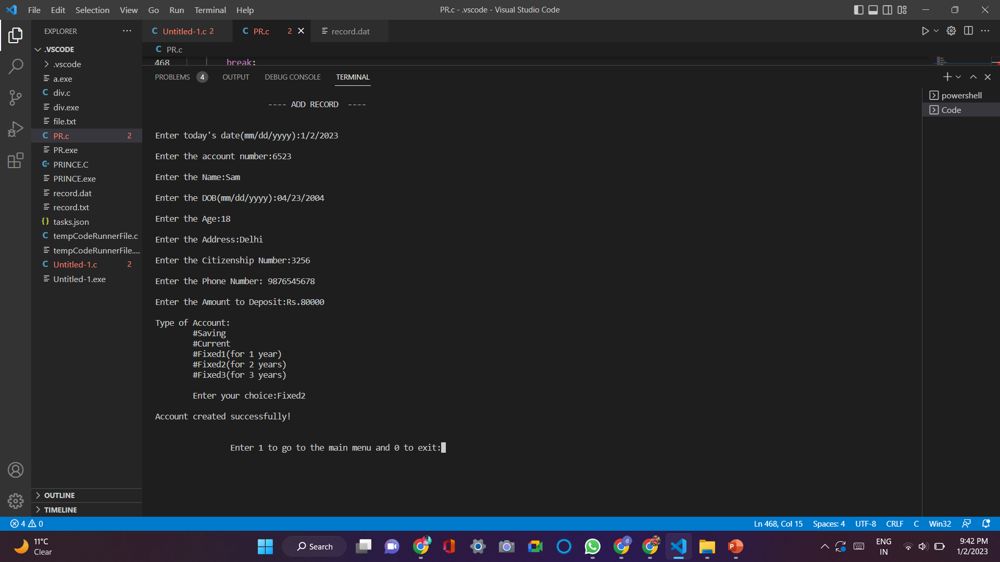 File Edit Selection View Go Run Terminal Help
PR.c - .vscode - Visual Studio Code
EXPLORER
Untitled-1.c 2
PR.c 2
record.dat
.VSCODE
PR.c
.vscode
a.exe
div.c
div.exe
file.txt
PR.c 2
PR.exe
PRINCE.C
PRINCE.exe
record.dat
record.txt
tasks.json
tempCodeRunnerFile.c
tempCodeRunnerFile....
Untitled-1.c 2
Untitled-1.exe
OUTLINE
TIMELINE
468 break;
PROBLEMS 4 OUTPUT DEBUG CONSOLE TERMINAL
---- ADD RECORD ----
Enter today's date(mm/dd/yyyy):1/2/2023
Enter the account number:6523
Enter the Name:Sam
Enter the DOB(mm/dd/yyyy):04/23/2004
Enter the Age:18
Enter the Address:Delhi
Enter the Citizenship Number:3256
Enter the Phone Number: 9876545678
Enter the Amount to Deposit:Rs.80000
Type of Account:
#Saving
#Current
#Fixed1(for 1 year)
#Fixed2(for 2 years)
#Fixed3(for 3 years)
Enter your choice:Fixed2
Account created successfully!
Enter 1 to go to the main menu and 0 to exit:
powershell
Code
4 0
Ln 468, Col 15 Spaces: 4 UTF-8 CRLF C Win32
11°C
Clear
Search
d
P
ENG
IN
9:42 PM
1/2/2023